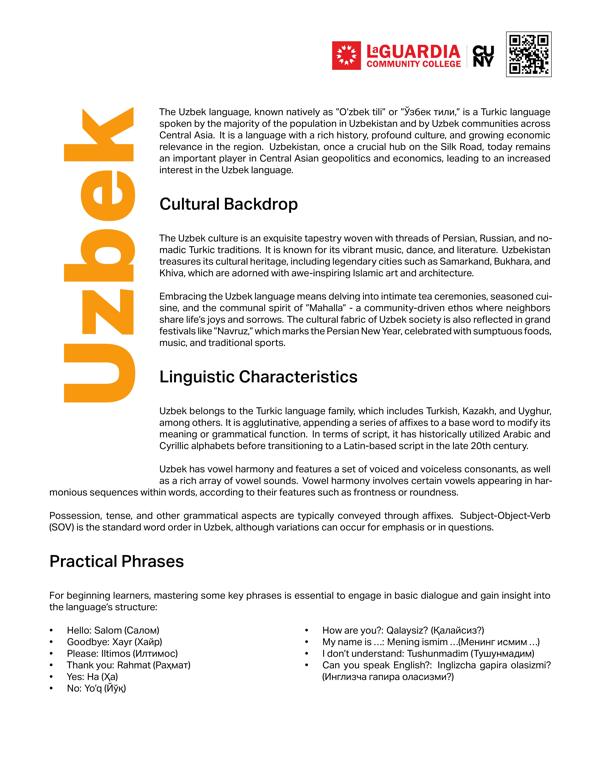 LAGUARDIA
COMMUNITY COLLEGE
CU
NY
Uzbek
The Uzbek language, known natively as "O'zbek tili" or "Ўзбек тили," is a Turkic language
spoken by the majority of the population in Uzbekistan and by Uzbek communities across
Central Asia. It is a language with a rich history, profound culture, and growing economic
relevance in the region. Uzbekistan, once a crucial hub on the Silk Road, today remains
an important player in Central Asian geopolitics and economics, leading to an increased
interest in the Uzbek language.
Cultural Backdrop
The Uzbek culture is an exquisite tapestry woven with threads of Persian, Russian, and no-
madic Turkic traditions. It is known for its vibrant music, dance, and literature. Uzbekistan
treasures its cultural heritage, including legendary cities such as Samarkand, Bukhara, and
Khiva, which are adorned with awe-inspiring Islamic art and architecture.
Embracing the Uzbek language means delving into intimate tea ceremonies, seasoned cui-
sine, and the communal spirit of "Mahalla" - a community-driven ethos where neighbors
share life's joys and sorrows. The cultural fabric of Uzbek society is also reflected in grand
festivals like "Navruz," which marks the Persian New Year, celebrated with sumptuous foods,
music, and traditional sports.
Linguistic Characteristics
Uzbek belongs to the Turkic language family, which includes Turkish, Kazakh, and Uyghur,
among others. It is agglutinative, appending a series of affixes to a base word to modify its
meaning or grammatical function. In terms of script, it has historically utilized Arabic and
Cyrillic alphabets before transitioning to a Latin-based script in the late 20th century.
Uzbek has vowel harmony and features a set of voiced and voiceless consonants, as well
as a rich array of vowel sounds. Vowel harmony involves certain vowels appearing in har-
monious sequences within words, according to their features such as frontness or roundness.
Possession, tense, and other grammatical aspects are typically conveyed through affixes. Subject-Object-Verb
(SOV) is the standard word order in Uzbek, although variations can occur for emphasis or in questions.
Practical Phrases
For beginning learners, mastering some key phrases is essential to engage in basic dialogue and gain insight into
the language's structure:
• Hello: Salom (Салом)
• Goodbye: Xayr (Хайр)
• Please: Iltimos (Илтимос)
• Thank you: Rahmat (Раҳмат)
• Yes: Ha (Ҳа)
• No: Yo'q (Йўқ)
• How are you?: Qalaysiz? (Қалайсиз?)
• My name is ...: Mening ismim ...(Менинг исмим ...)
• I don't understand: Tushunmadim (Тушунмадим)
• Can you speak English?: Inglizcha gapira olasizmi?
(Инглизча гапира оласизми?)